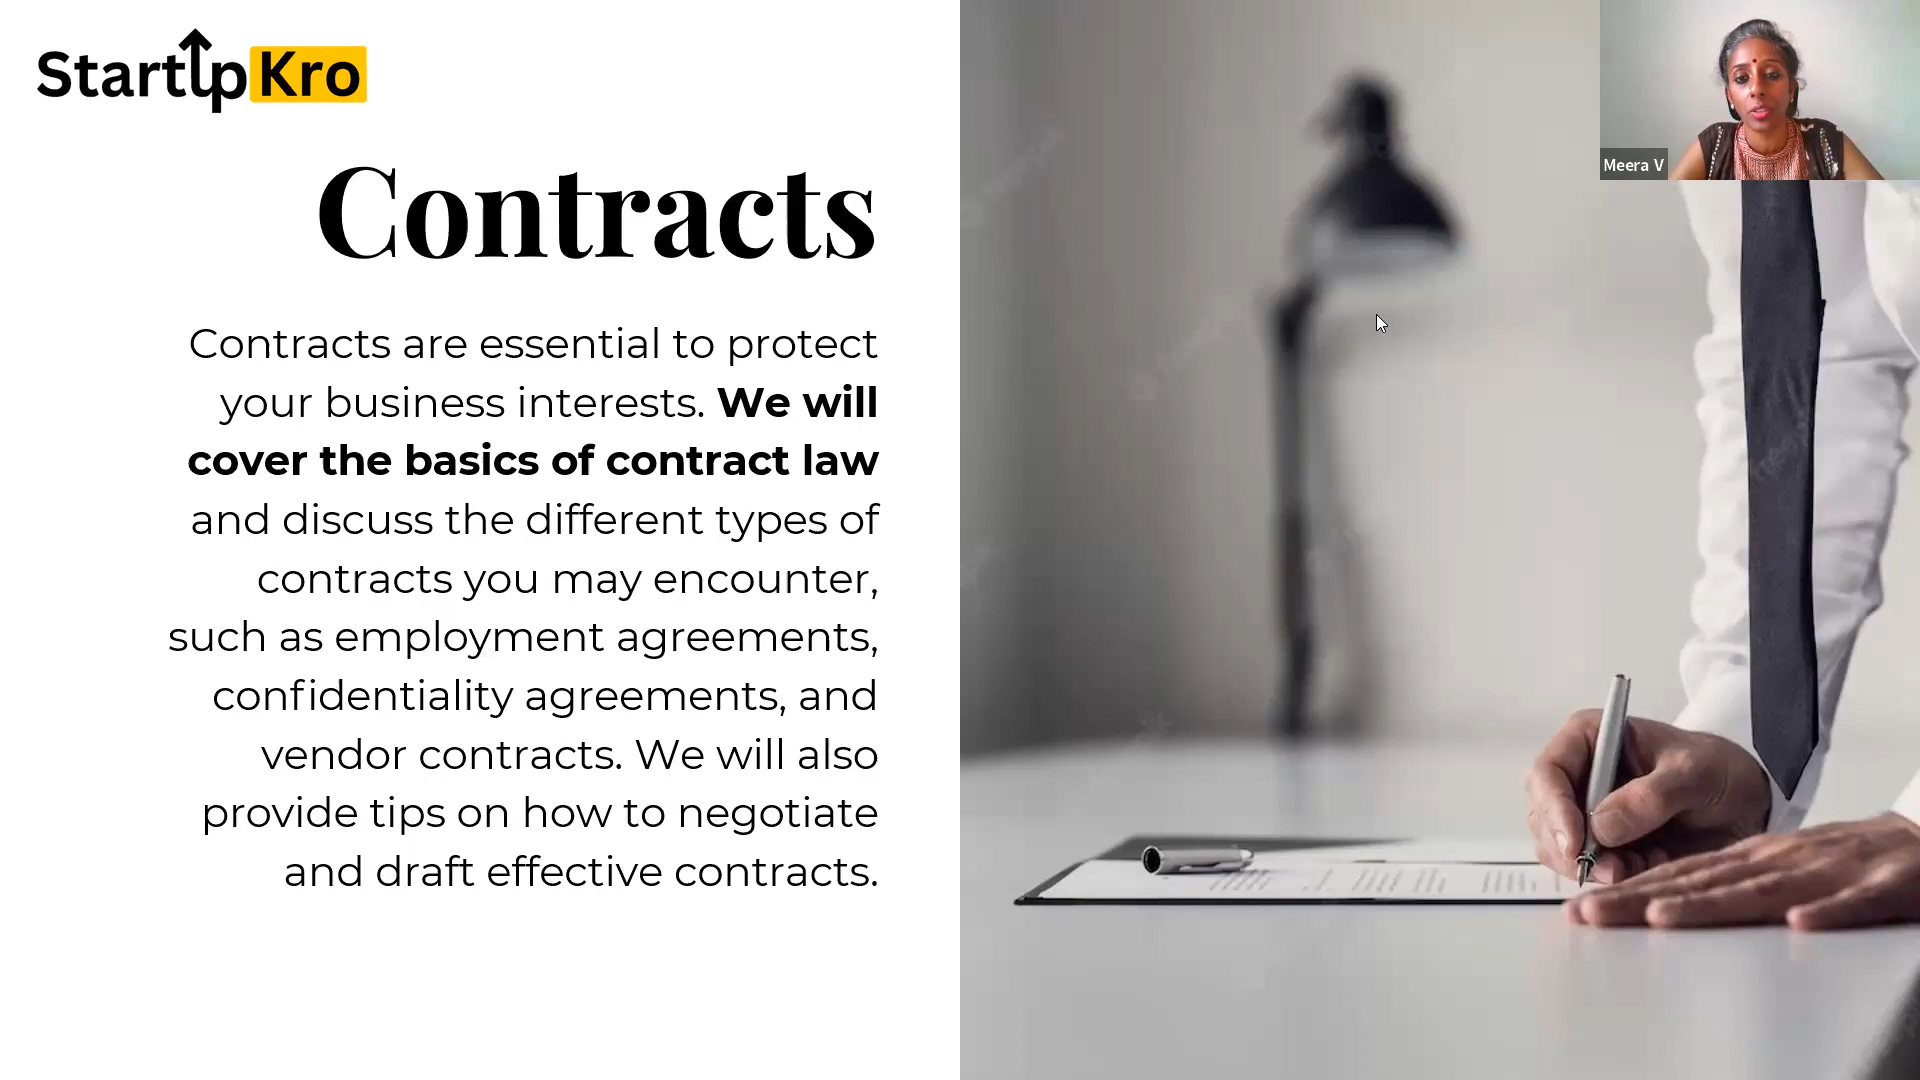 StartUp Kro
Meera V
Contracts
Contracts are essential to protect
your business interests. We will
cover the basics of contract law
and discuss the different types of
contracts you may encounter,
such as employment agreements,
confidentiality agreements, and
vendor contracts. We will also
provide tips on how to negotiate
and draft effective contracts.